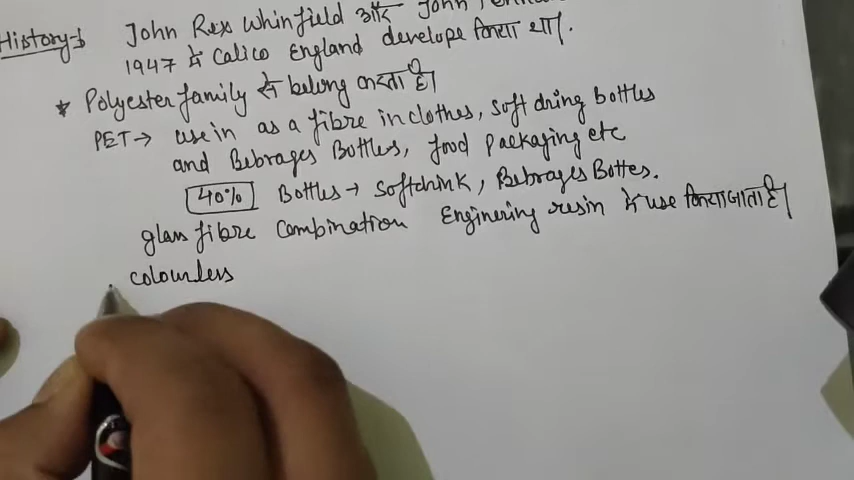 History→ John Rex Whinfield और John
1947 में Calico England develope किया था।
* Polyester family से belong करता है।
PET → use in as a fibre in clothes, soft dring bottles
and Bebrages Bottles, food packaging etc
40% Bottles → softdrink, Bebrages Bottes.
glass fibre combination Enginering resin में use किया जाता है।
colourless